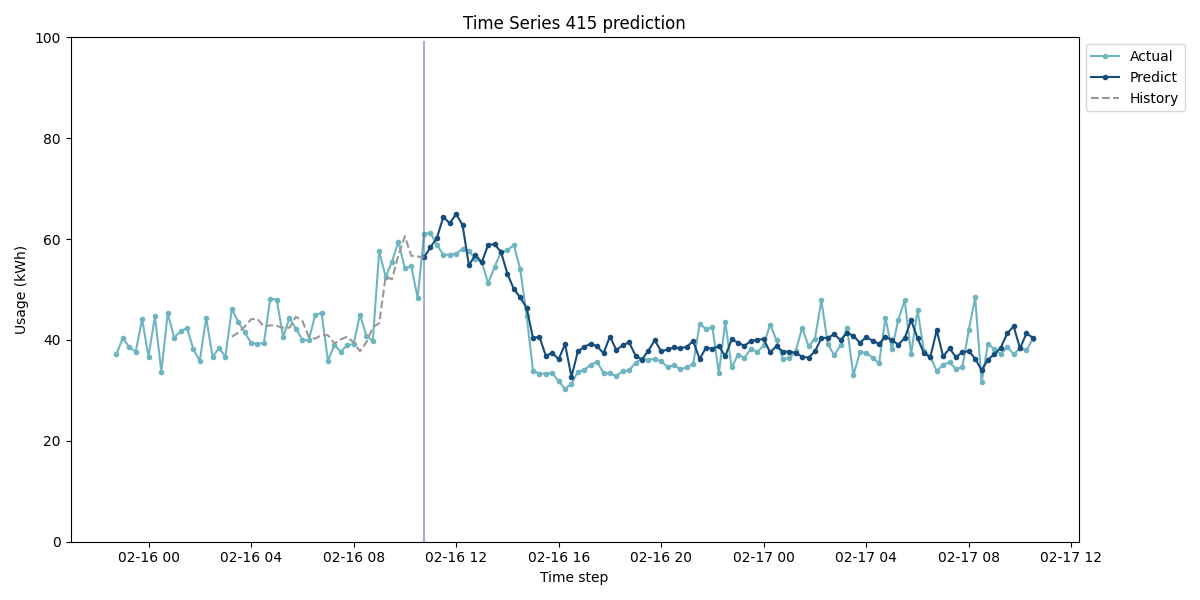 Time Series 415 prediction
100
80
60
40
20
0
Usage (kWh)
02-16 00
02-16 04
02-16 08
02-16 12
02-16 16
02-16 20
02-17 00
02-17 04
02-17 08
02-17 12
Time step
Actual
Predict
History